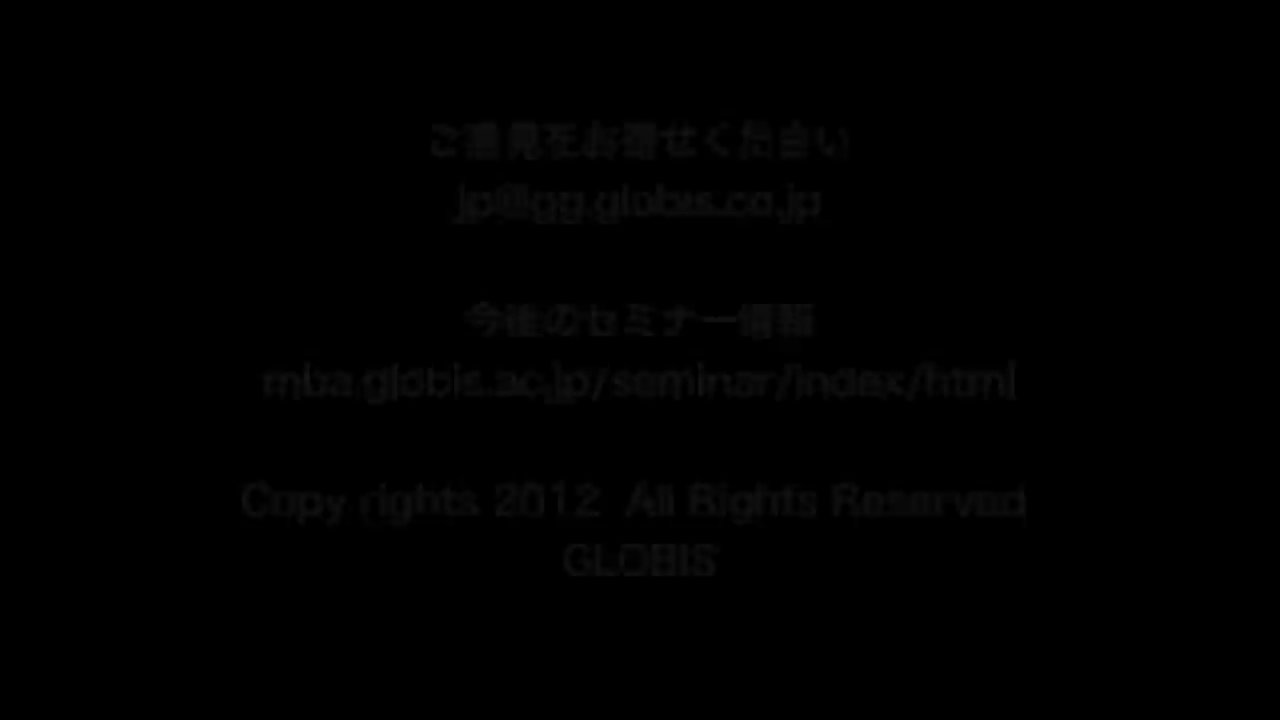 ご意見をお寄せください
jp@gg.globis.co.jp
今後のセミナー情報
mba.globis.ac.jp/seminar/index/html
Copy rights 2012 All Rights Reserved
GLOBIS